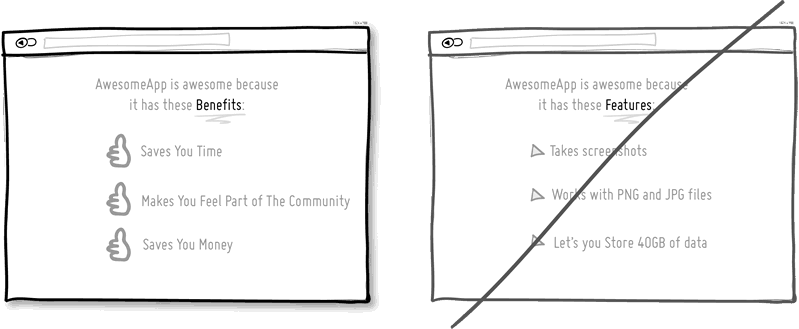 AwesomeApp is awesome because
it has these Benefits:
Saves You Time
Makes You Feel Part of The Community
Saves You Money
AwesomeApp is awesome because
it has these Features:
Takes screenshots
Works with PNG and JPG files
Let's you Store 40GB of data